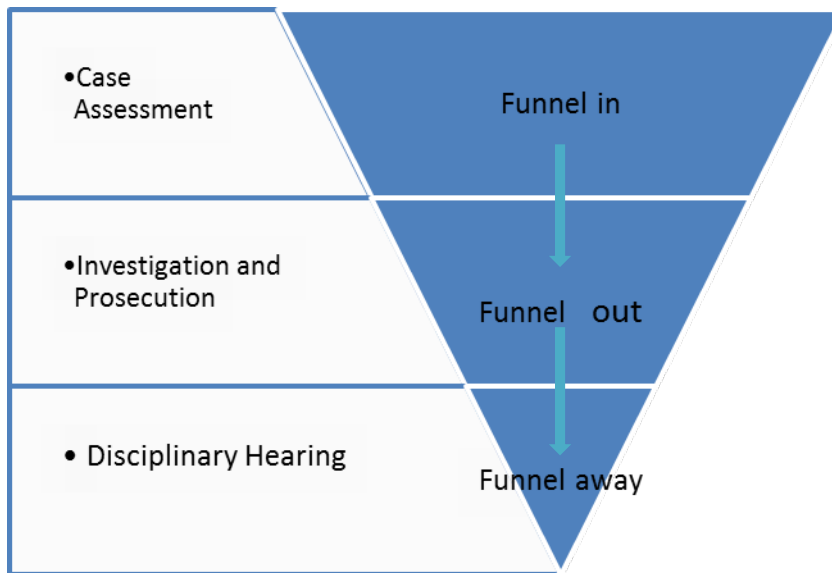 •Case
Assessment
Funnel in
•Investigation and
Prosecution
Funnel out
• Disciplinary Hearing
Funnel away